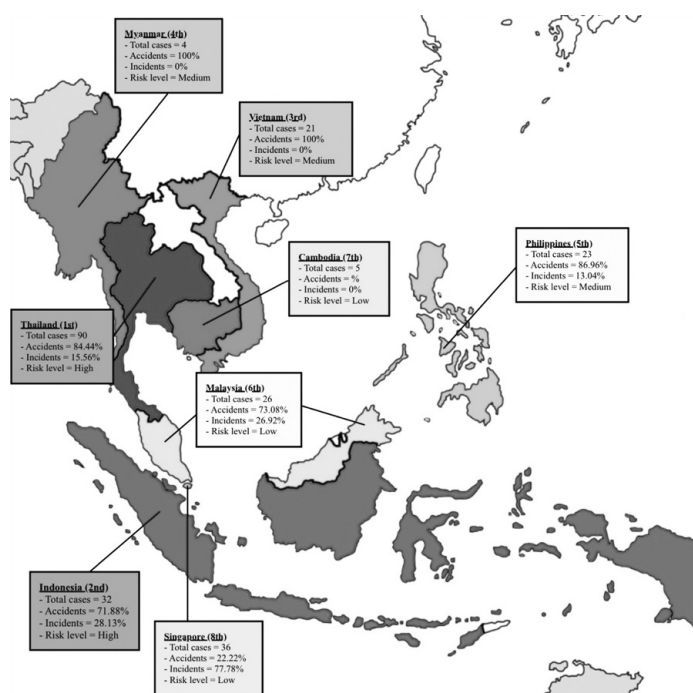 Myanmar (4th)
- Total cases = 4
- Accidents = 100%
- Incidents = 0%
- Risk level = Medium
Vietnam (3rd)
- Total cases = 21
- Accidents = 100%
- Incidents = 0%
- Risk level = Medium
Cambodia (7th)
- Total cases = 5
- Accidents = %
- Incidents = 0%
- Risk level = Low
Philippines (5th)
- Total cases = 23
- Accidents = 86.96%
- Incidents = 13.04%
- Risk level = Medium
Thailand (1st)
- Total cases = 90
- Accidents = 84.44%
- Incidents = 15.56%
- Risk level = High
Malaysia (6th)
- Total cases = 26
- Accidents = 73.08%
- Incidents = 26.92%
- Risk level = Low
Indonesia (2nd)
- Total cases = 32
- Accidents = 71.88%
- Incidents = 28.13%
- Risk level = High
Singapore (8th)
- Total cases = 36
- Accidents = 22.22%
- Incidents = 77.78%
- Risk level = Low